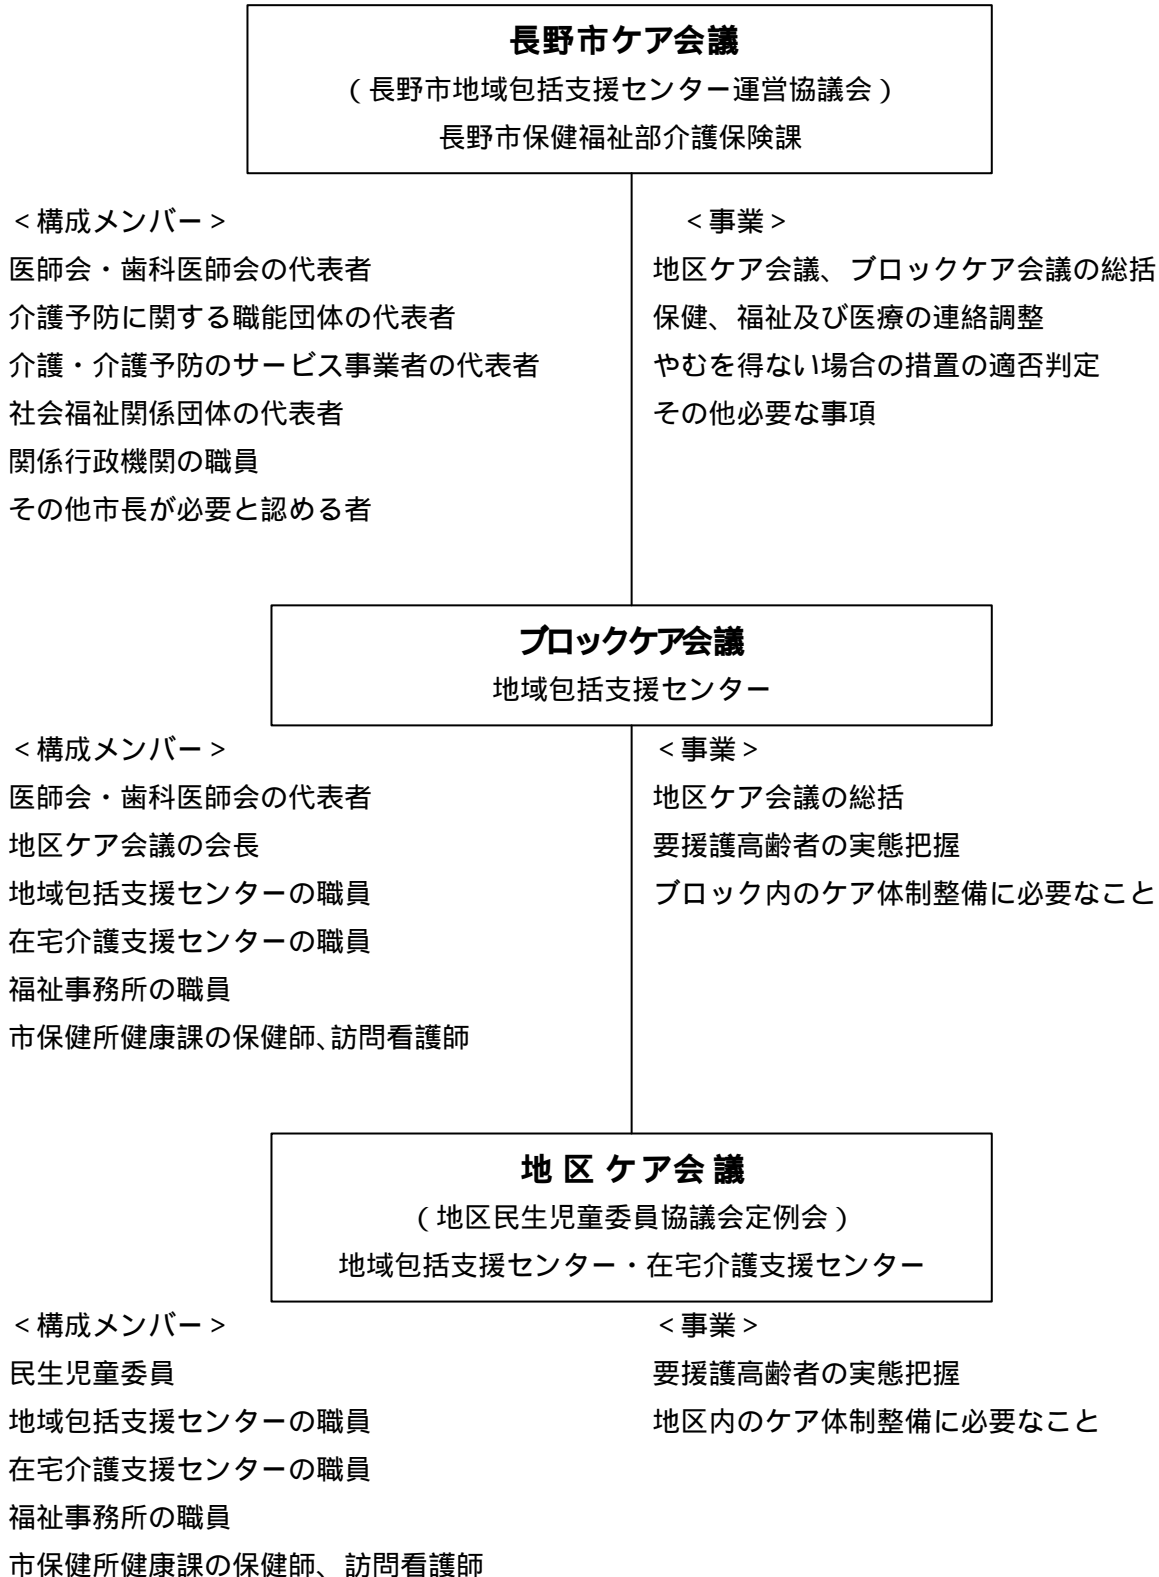 長野市ケア会議
（長野市地域包括支援センター運営協議会）
長野市保健福祉部介護保険課
＜構成メンバー＞
医師会・歯科医師会の代表者
介護予防に関する職能団体の代表者
介護・介護予防のサービス事業者の代表者
社会福祉関係団体の代表者
関係行政機関の職員
その他市長が必要と認める者
＜事業＞
地区ケア会議、ブロックケア会議の総括
保健、福祉及び医療の連絡調整
やむを得ない場合の措置の適否判定
その他必要な事項
ブロックケア会議
地域包括支援センター
＜構成メンバー＞
医師会・歯科医師会の代表者
地区ケア会議の会長
地域包括支援センターの職員
在宅介護支援センターの職員
福祉事務所の職員
市保健所健康課の保健師、訪問看護師
＜事業＞
地区ケア会議の総括
要援護高齢者の実態把握
ブロック内のケア体制整備に必要なこと
地区ケア会議
（地区民生児童委員協議会定例会）
地域包括支援センター・在宅介護支援センター
＜構成メンバー＞
民生児童委員
地域包括支援センターの職員
在宅介護支援センターの職員
福祉事務所の職員
市保健所健康課の保健師、訪問看護師
＜事業＞
要援護高齢者の実態把握
地区内のケア体制整備に必要なこと